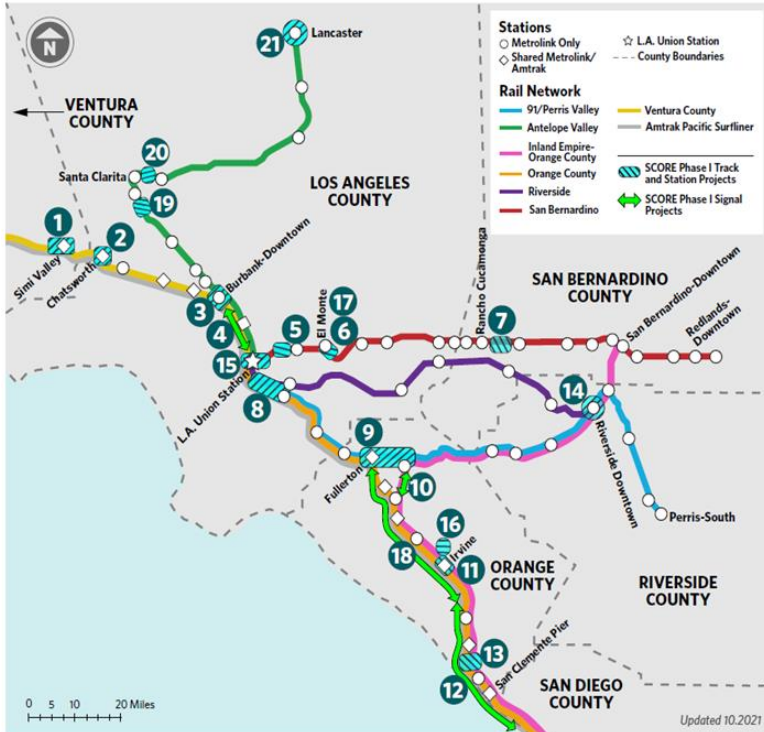 N
21
Lancaster
Stations
Metrolink Only
Shared Metrolink/
Amtrak
L.A. Union Station
County Boundaries
Rail Network
91/Perris Valley
Antelope Valley
Inland Empire-
Orange County
Orange County
Riverside
San Bernardino
Ventura County
Amtrak Pacific Surfliner
SCORE Phase I Track
and Station Projects
SCORE Phase I Signal
Projects
VENTURA
COUNTY
20
Santa Clarita
19
LOS ANGELES
COUNTY
1
Simi Valley
2
Chatsworth
Burbank-Downtown
3
4
5
El Monte
17
6
Rancho Cucamonga
7
SAN BERNARDINO
COUNTY
San Bernardino-Downtown
Redlands-
Downtown
15
L.A. Union Station
8
9
Fullerton
10
14
Riverside Downtown
Perris-South
16
Irvine
11
18
ORANGE
COUNTY
RIVERSIDE
COUNTY
13
San Clemente Pier
12
SAN DIEGO
COUNTY
0 5 10 20 Miles
Updated 10.2021